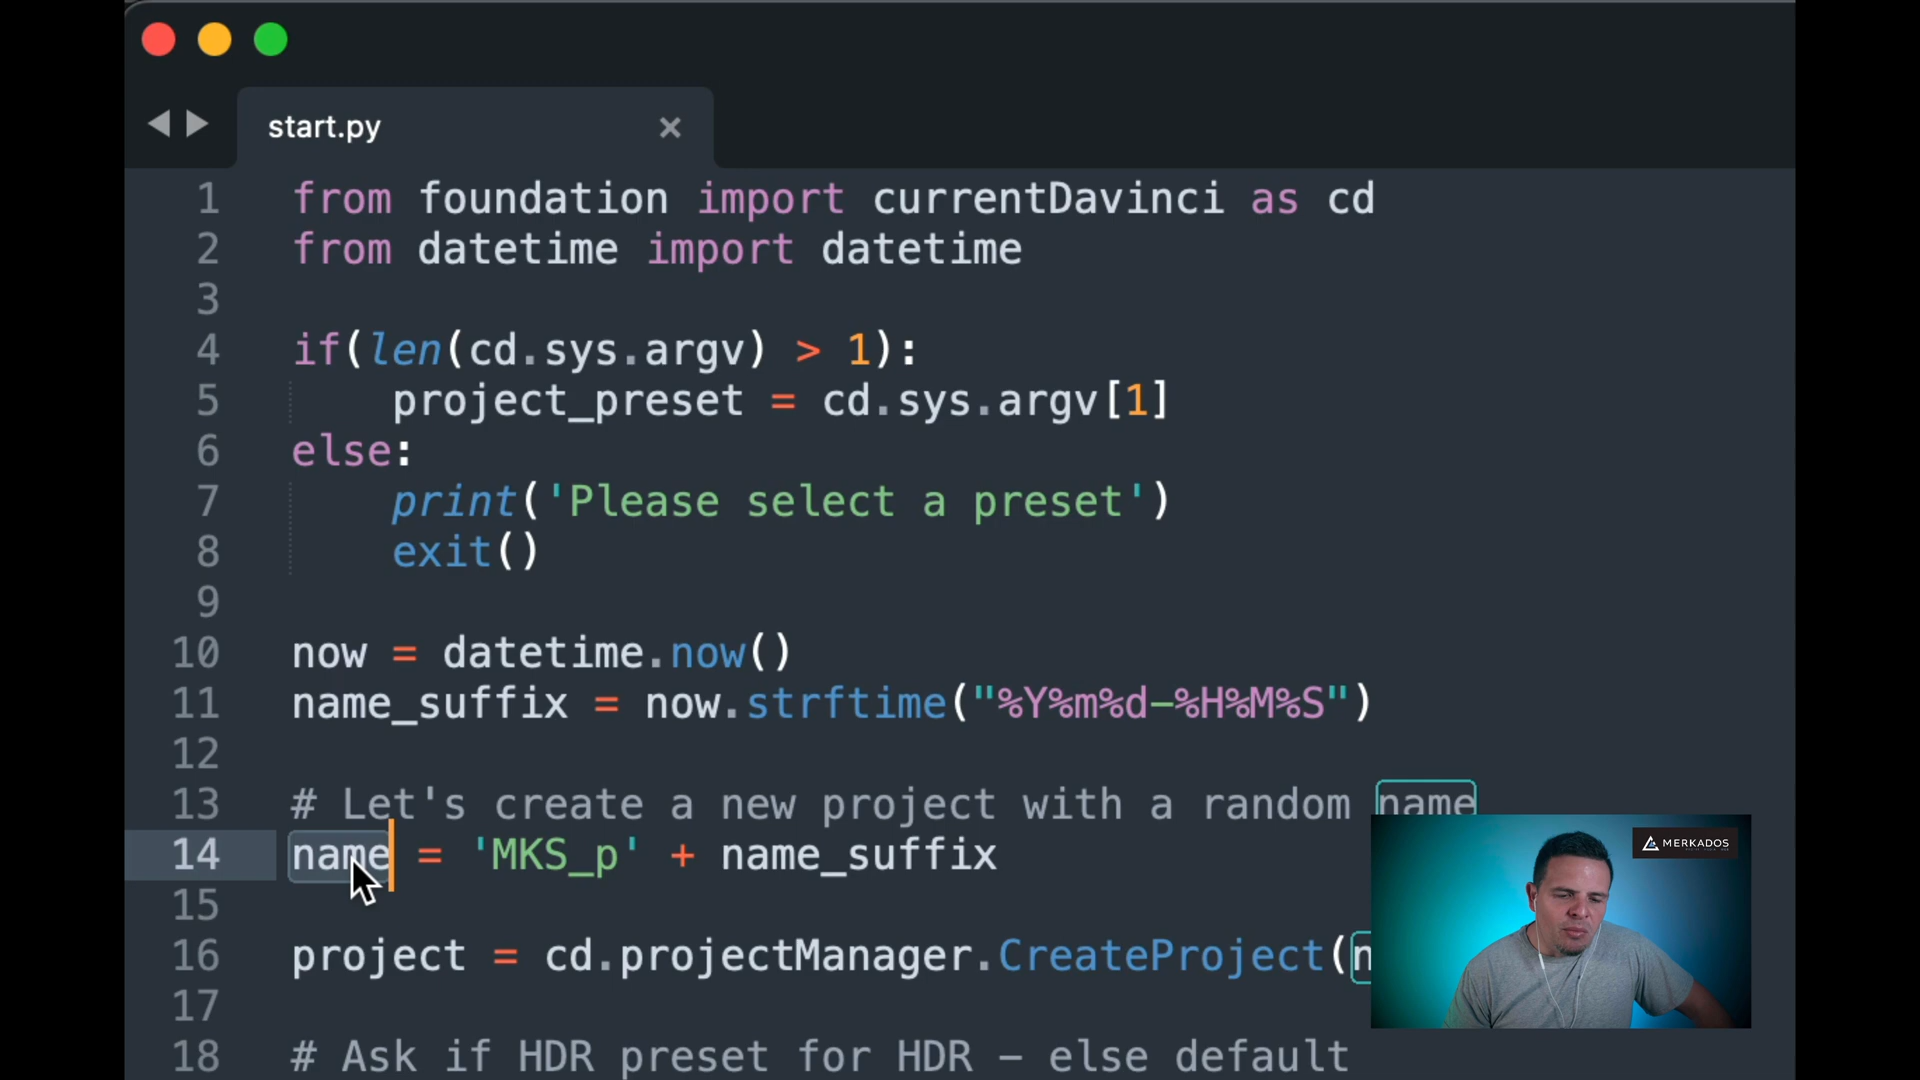 start.py
1 from foundation import currentDavinci as cd
2 from datetime import datetime
3
4 if(len(cd.sys.argv) > 1):
5 project_preset = cd.sys.argv[1]
6 else:
7 print('Please select a preset')
8 exit()
9
10 now = datetime.now()
11 name_suffix = now.strftime("%Y%m%d-%H%M%S")
12
13 # Let's create a new project with a random name
14 name = 'MKS_p' + name_suffix
MERKADOS
15
16 project = cd.projectManager.CreateProject(n
17
18 # Ask if HDR preset for HDR - else default